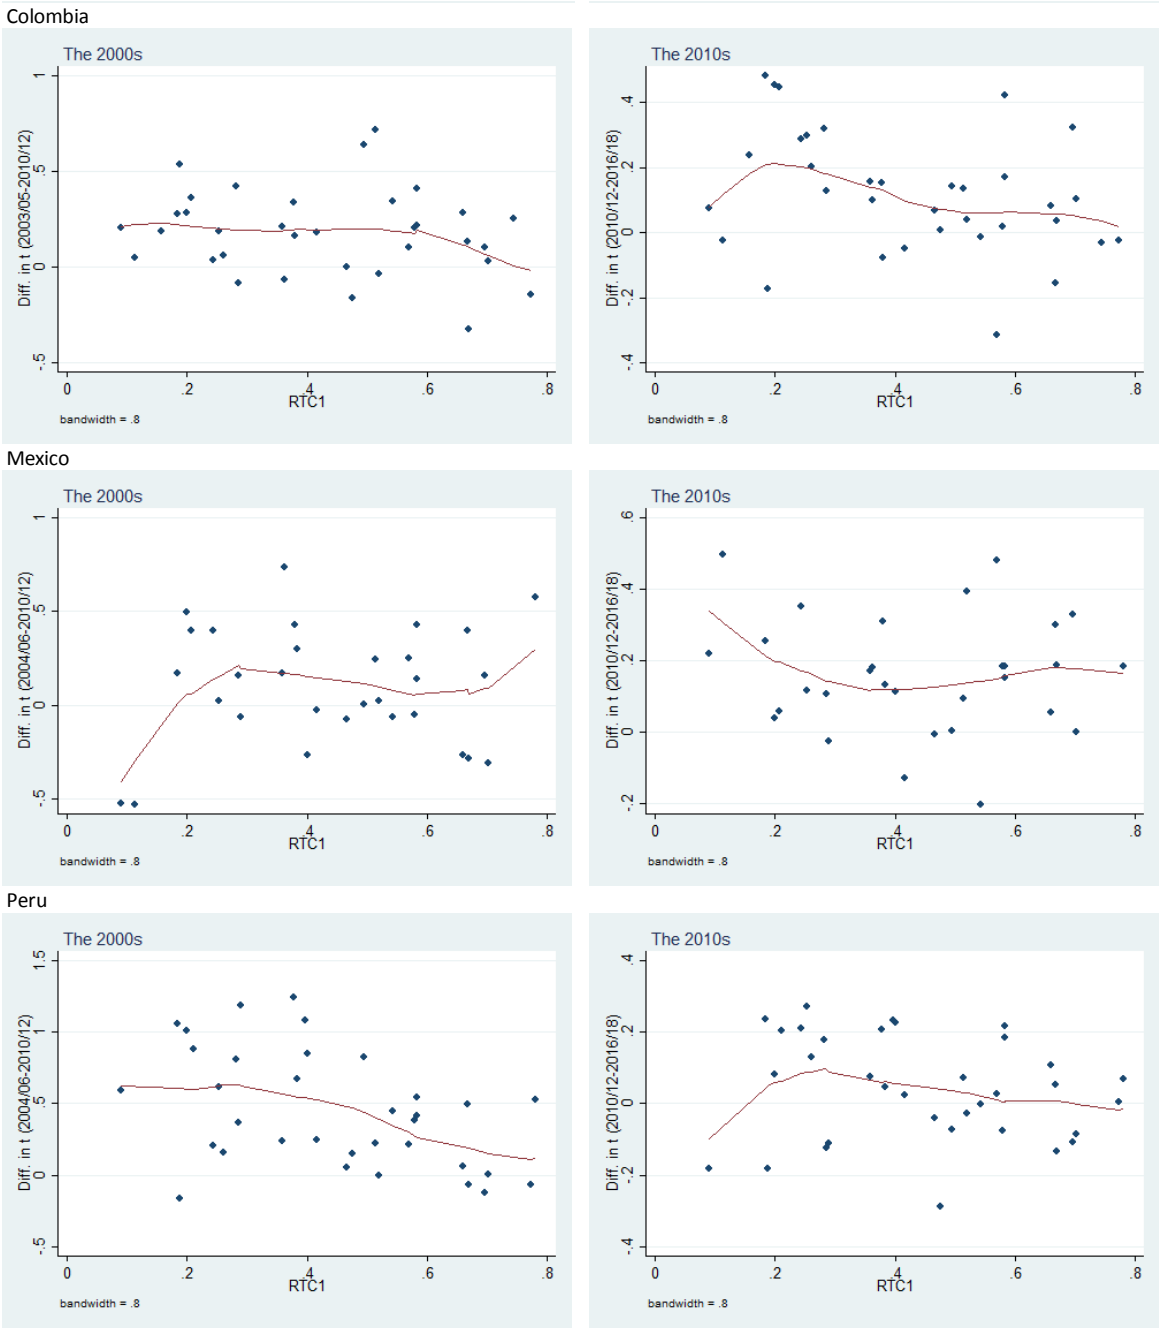 Colombia
The 2000s
Diff. in t (2003/05-2010/12)
1
.5
0
-.5
0 .2 .4 .6 .8
RTC1
bandwidth = .8
The 2010s
Diff. in t (2010/12-2016/18)
.4
.2
0
-.2
-.4
0 .2 .4 .6 .8
RTC1
bandwidth = .8
Mexico
The 2000s
Diff. in t (2004/06-2010/12)
1
.5
0
-.5
0 .2 .4 .6 .8
RTC1
bandwidth = .8
The 2010s
Diff. in t (2010/12-2016/18)
.6
.4
.2
0
-.2
0 .2 .4 .6 .8
RTC1
bandwidth = .8
Peru
The 2000s
Diff. in t (2004/06-2010/12)
1.5
1
.5
0
-.5
0 .2 .4 .6 .8
RTC1
bandwidth = .8
The 2010s
Diff. in t (2010/12-2016/18)
.4
.2
0
-.2
-.4
0 .2 .4 .6 .8
RTC1
bandwidth = .8